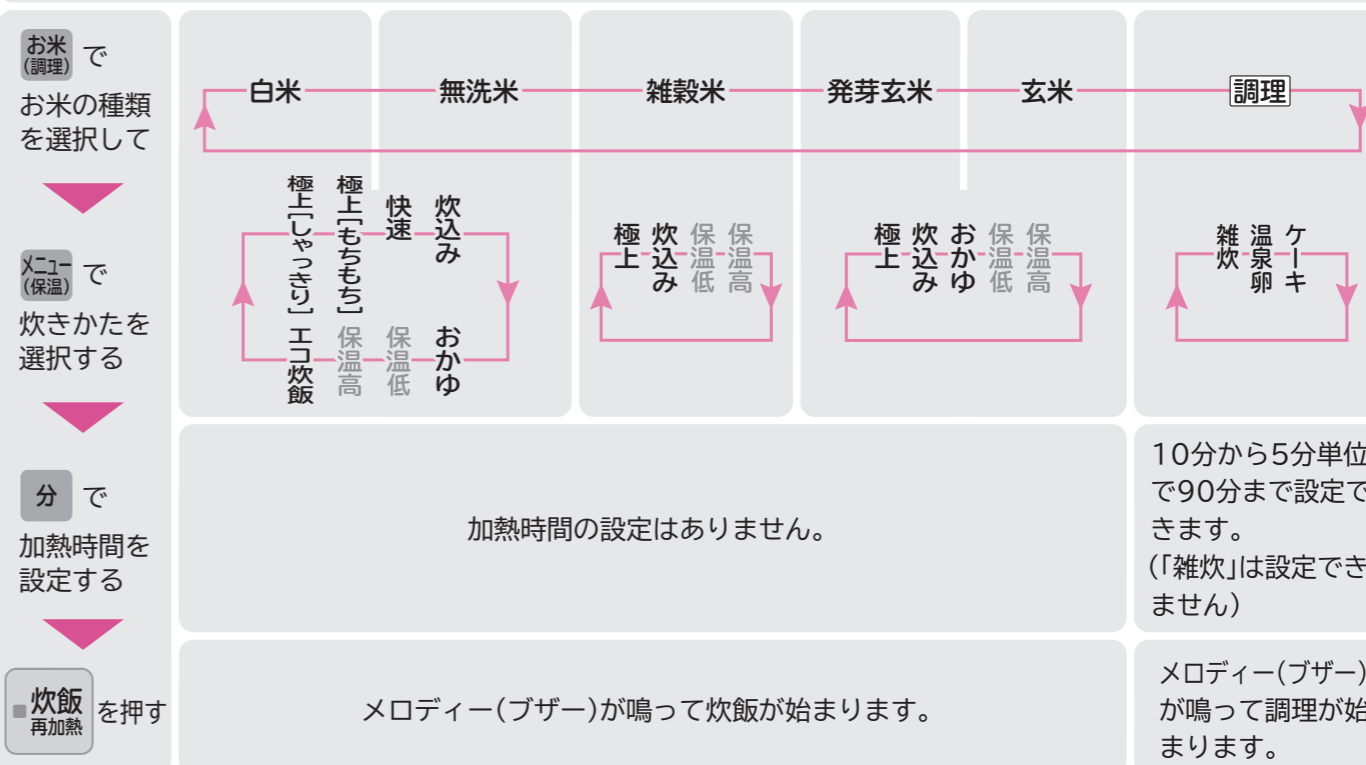 お米
(調理)
で
お米の種類
を選択して
白米
無洗米
雑穀米
発芽玄米
玄米
調理
メニュー
(保温)
で
炊きかたを
選択する
極上[しゃっきり]
極上[もちもち]
快速
炊込み
エコ炊飯
保温高
保温低
おかゆ
極上
炊込み
保温低
保温高
極上
炊込み
おかゆ
保温低
保温高
雑炊
温泉卵
ケーキ
分
で
加熱時間を
設定する
加熱時間の設定はありません。
10分から5分単位
で90分まで設定で
きます。
(「雑炊」は設定でき
ません)
炊飯
再加熱
を押す
メロディー(ブザー)が鳴って炊飯が始まります。
メロディー(ブザー)
が鳴って調理が始
まります。